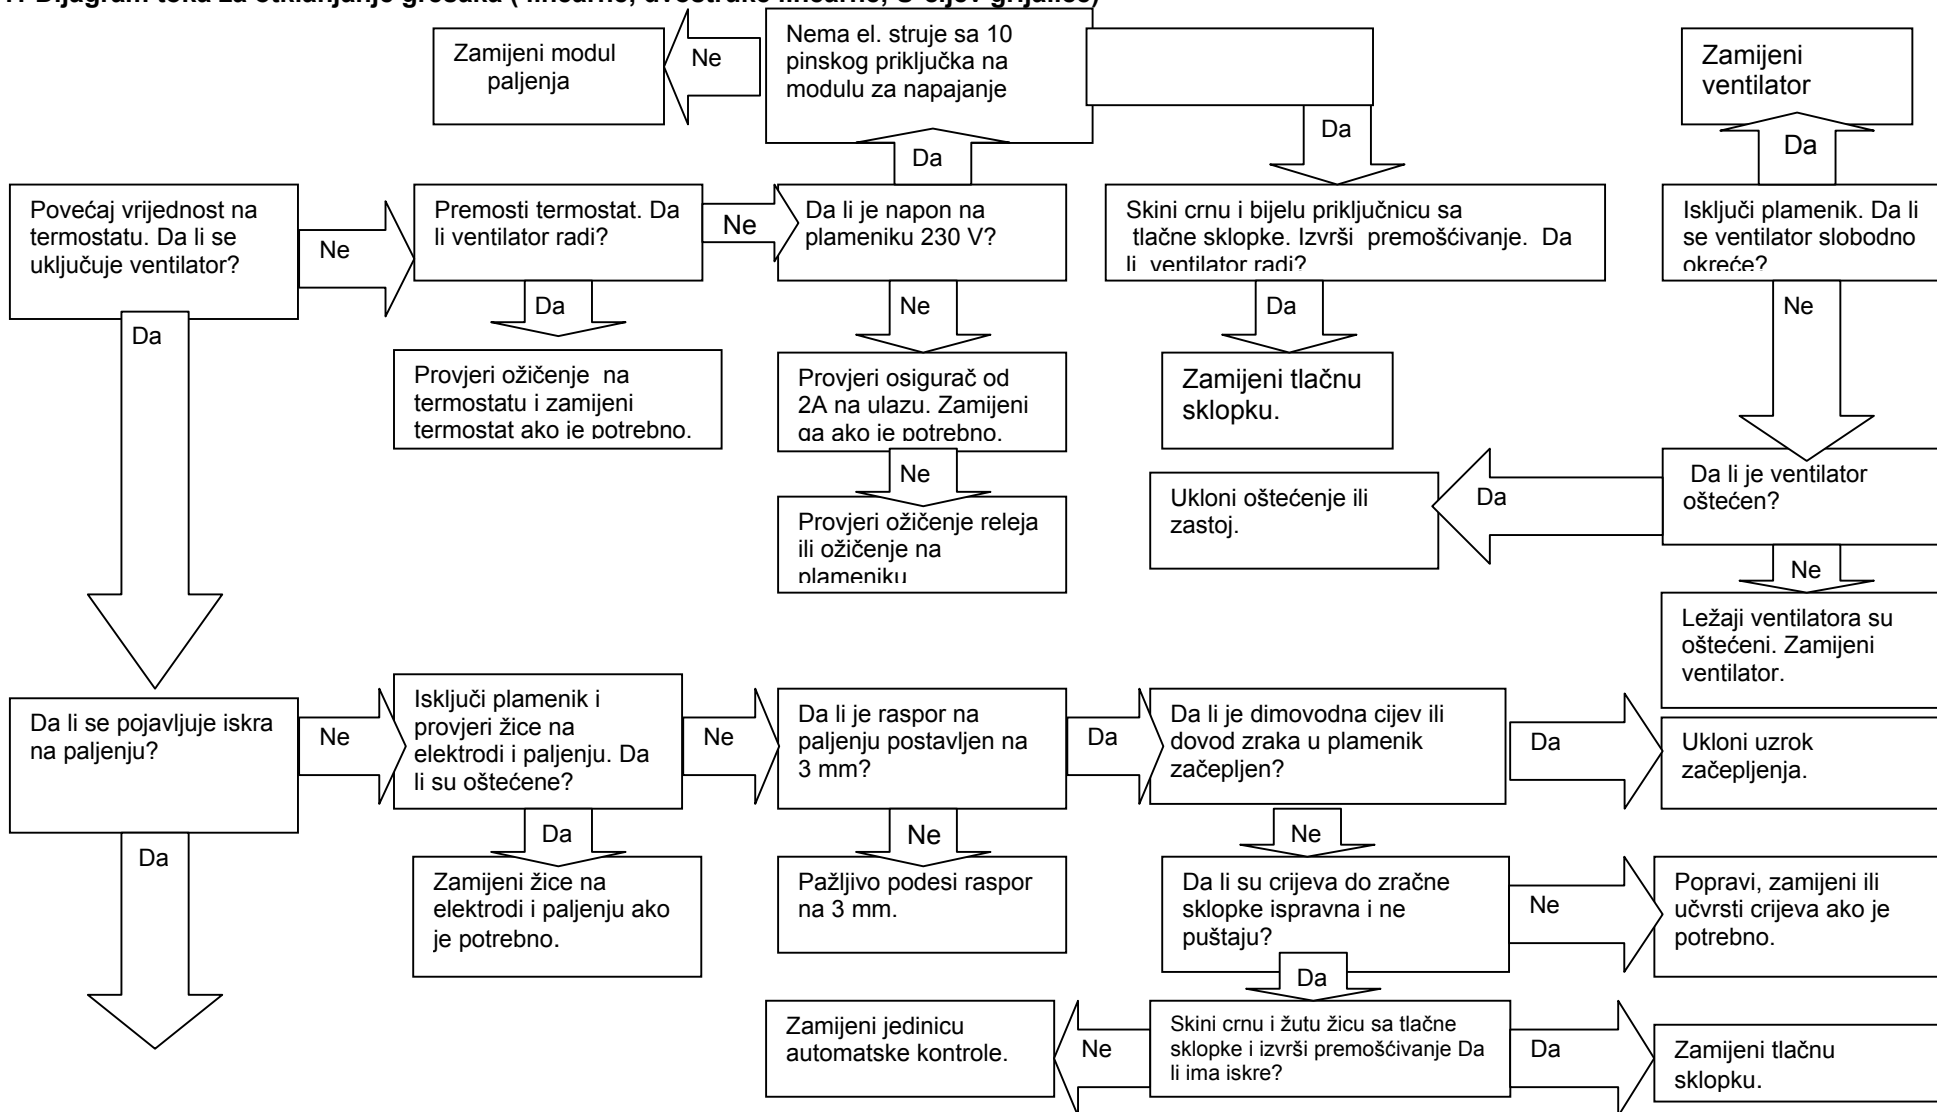 Zamijeni modul
paljenja
Ne
Nema el. struje sa 10
pinskog priključka na
modulu za napajanje
Da
Zamijeni
ventilator
Da
Da
Povećaj vrijednost na
termostatu. Da li se
uključuje ventilator?
Ne
Premosti termostat. Da
li ventilator radi?
Ne
Da li je napon na
plameniku 230 V?
Skini crnu i bijelu priključnicu sa
tlačne sklopke. Izvrši premošćivanje. Da
li ventilator radi?
Isključi plamenik. Da li
se ventilator slobodno
okreće?
Da
Da
Ne
Da
Ne
Provjeri ožičenje na
termostatu i zamijeni
termostat ako je potrebno.
Provjeri osigurač od
2A na ulazu. Zamijeni
ga ako je potrebno.
Zamijeni tlačnu
sklopku.
Ne
Provjeri ožičenje releja
ili ožičenje na
plameniku
Ukloni oštećenje ili
zastoj.
Da
Da li je ventilator
oštećen?
Ne
Ležaji ventilatora su
oštećeni. Zamijeni
ventilator.
Da li se pojavljuje iskra
na paljenju?
Ne
Isključi plamenik i
provjeri žice na
elektrodi i paljenju. Da
li su oštećene?
Ne
Da li je raspor na
paljenju postavljen na
3 mm?
Da
Da li je dimovodna cijev ili
dovod zraka u plamenik
začepljen?
Da
Ukloni uzrok
začepljenja.
Da
Da
Ne
Ne
Zamijeni žice na
elektrodi i paljenju ako
je potrebno.
Pažljivo podesi raspor
na 3 mm.
Da li su crijeva do zračne
sklopke ispravna i ne
puštaju?
Ne
Popravi, zamijeni ili
učvrsti crijeva ako je
potrebno.
Da
Zamijeni jedinicu
automatske kontrole.
Ne
Skini crnu i žutu žicu sa tlačne
sklopke i izvrši premošćivanje Da
li ima iskre?
Da
Zamijeni tlačnu
sklopku.